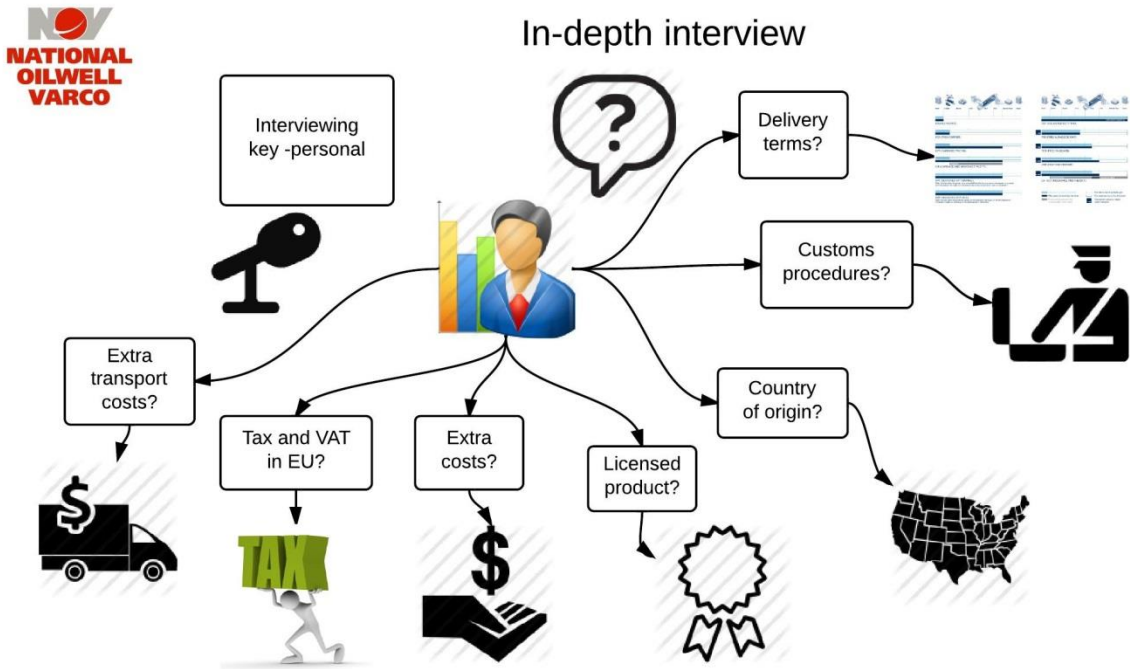 NOV
NATIONAL
OILWELL
VARCO
In-depth interview
Interviewing
key -personal
?
Delivery
terms?
Customs
procedures?
Extra
transport
costs?
Country
of origin?
Tax and VAT
in EU?
Extra
costs?
Licensed
product?
$
TAX
$